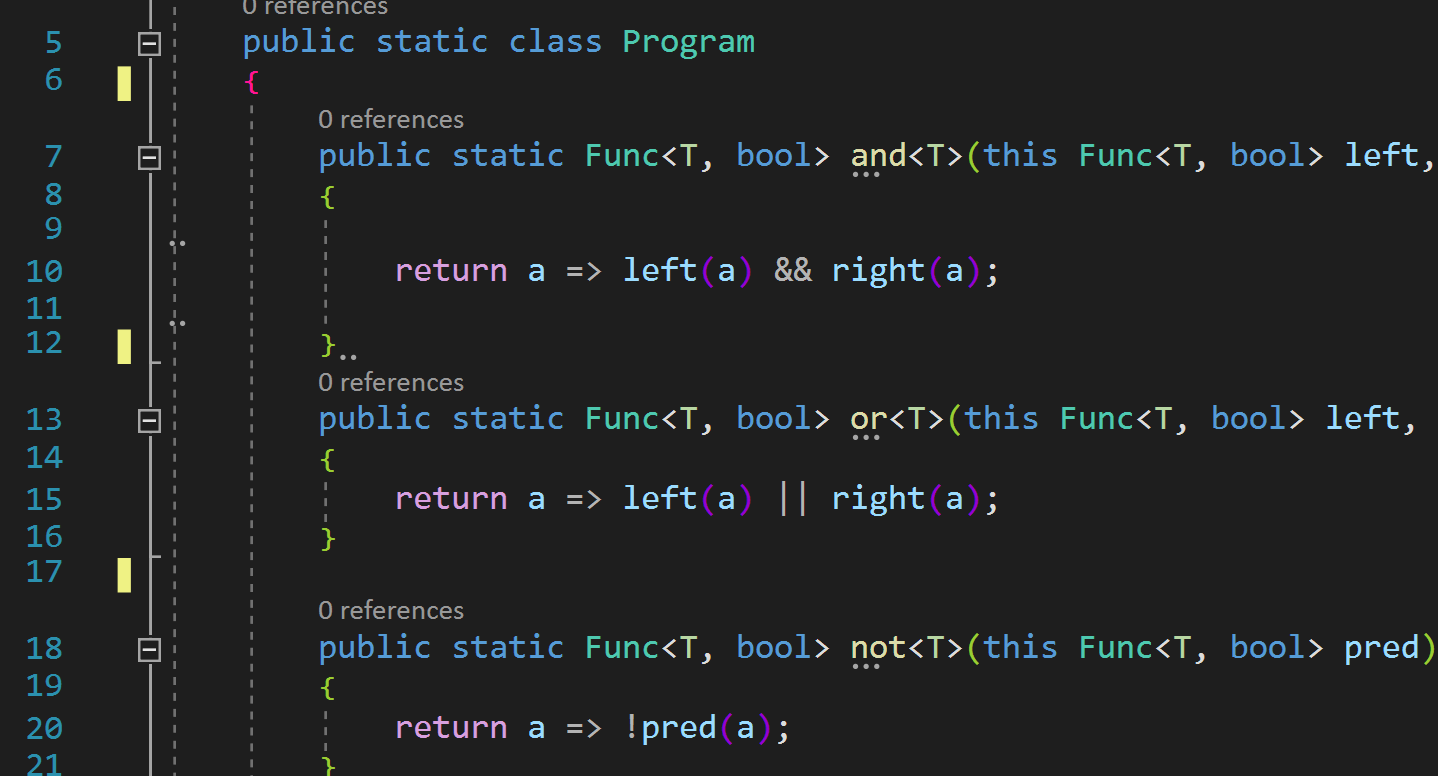 0 references
5 public static class Program
6 {
0 references
7 public static Func<T, bool> and<T>(this Func<T, bool> left,
8 {
9
10 return a => left(a) && right(a);
11
12 }
0 references
13 public static Func<T, bool> or<T>(this Func<T, bool> left,
14 {
15 return a => left(a) || right(a);
16 }
17
0 references
18 public static Func<T, bool> not<T>(this Func<T, bool> pred)
19 {
20 return a => !pred(a);
21 }